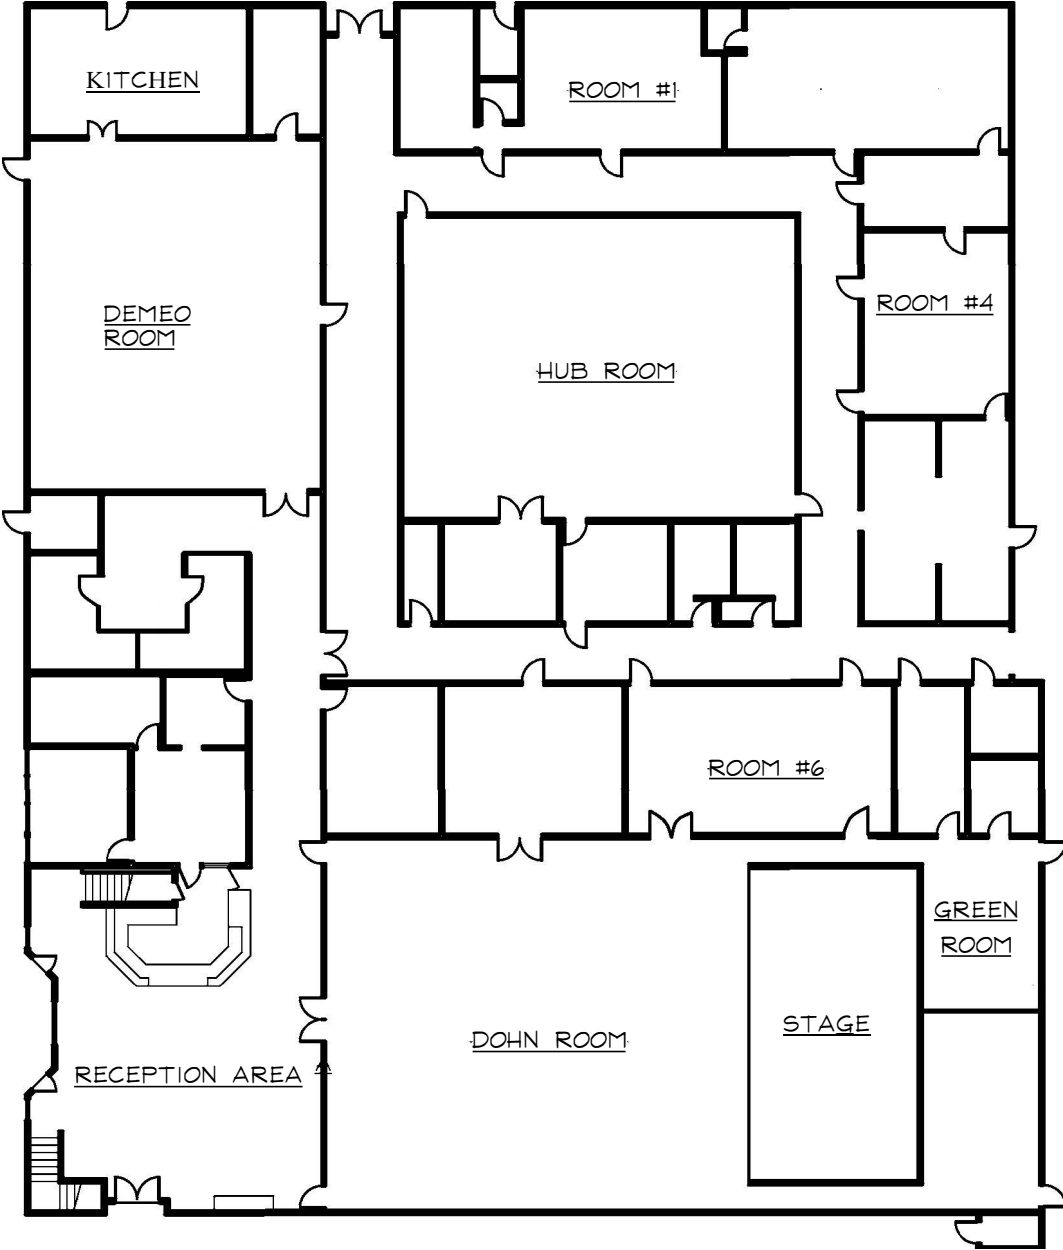 KITCHEN
ROOM #1
DEMEO
ROOM
ROOM #4
HUB ROOM
ROOM #6
GREEN
ROOM
STAGE
DOHN ROOM
RECEPTION AREA